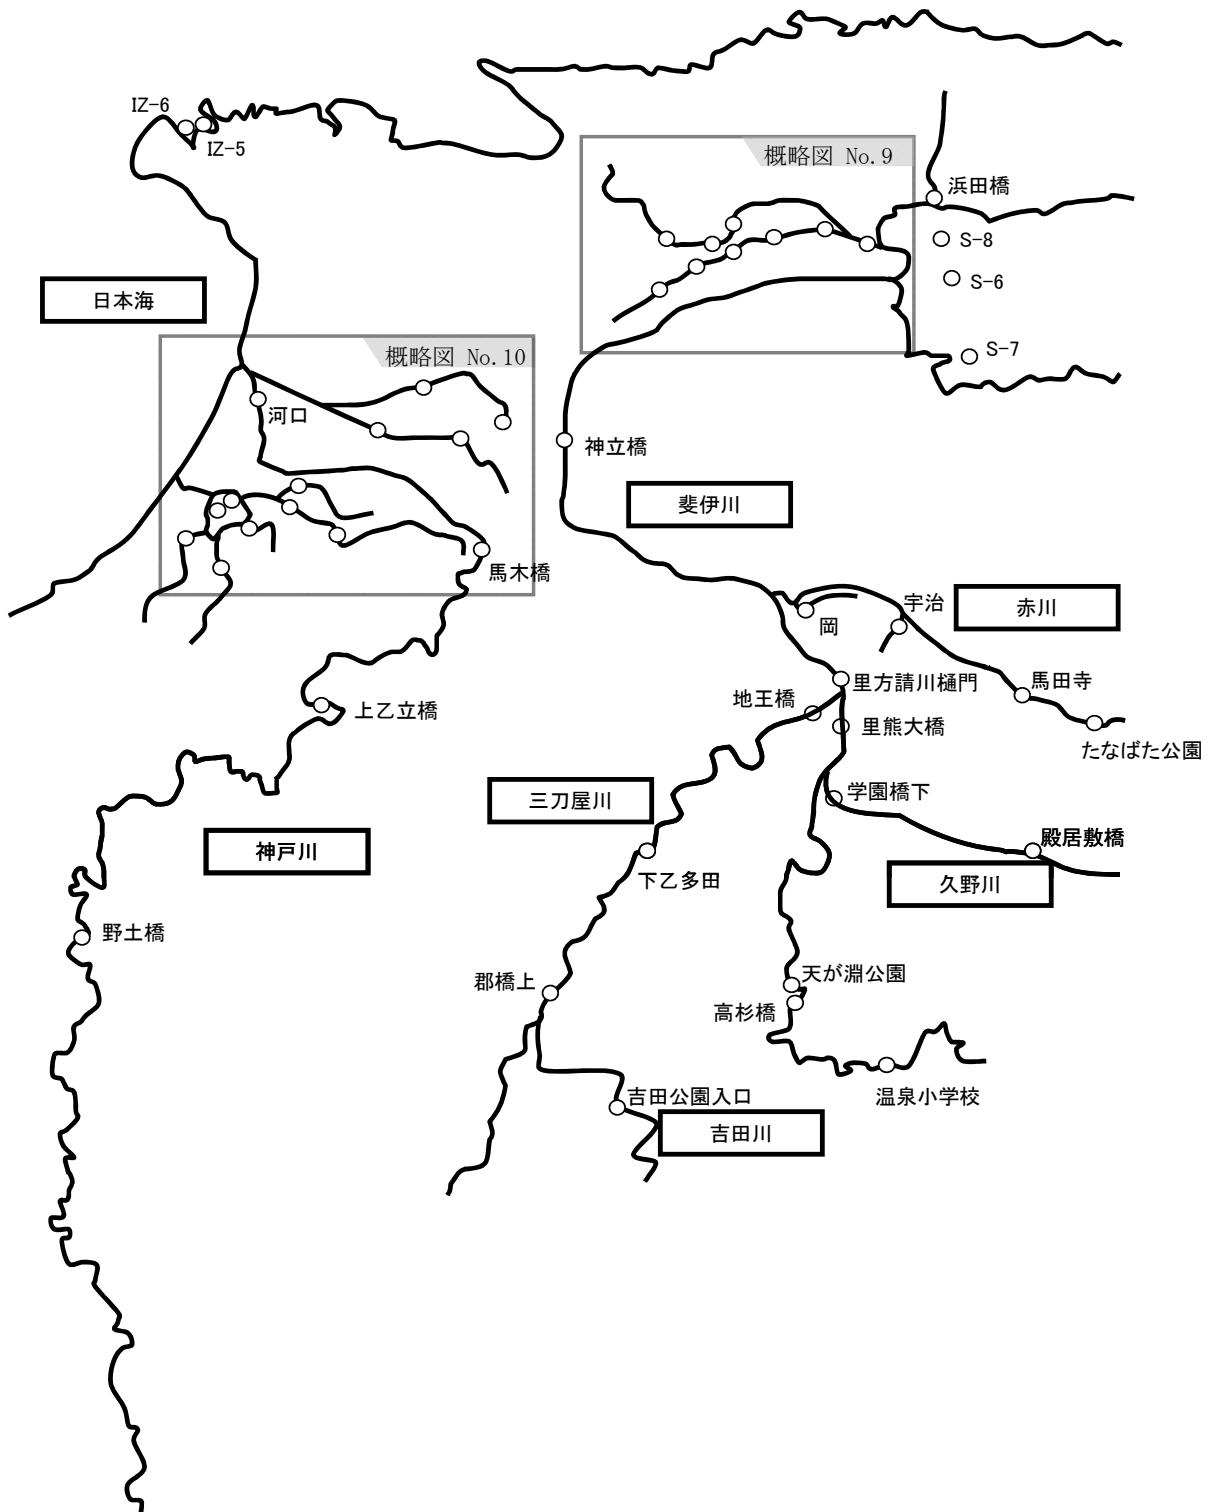 IZ-6
IZ-5
概略図 No.9
浜田橋
S-8
S-6
S-7
日本海
概略図 No.10
河口
神立橋
斐伊川
馬木橋
宇治
赤川
岡
里方請川樋門
馬田寺
地王橋
上乙立橋
里熊大橋
たなばた公園
三刀屋川
学園橋下
神戸川
殿居敷橋
下乙多田
久野川
野土橋
天が淵公園
郡橋上
高杉橋
吉田公園入口
温泉小学校
吉田川